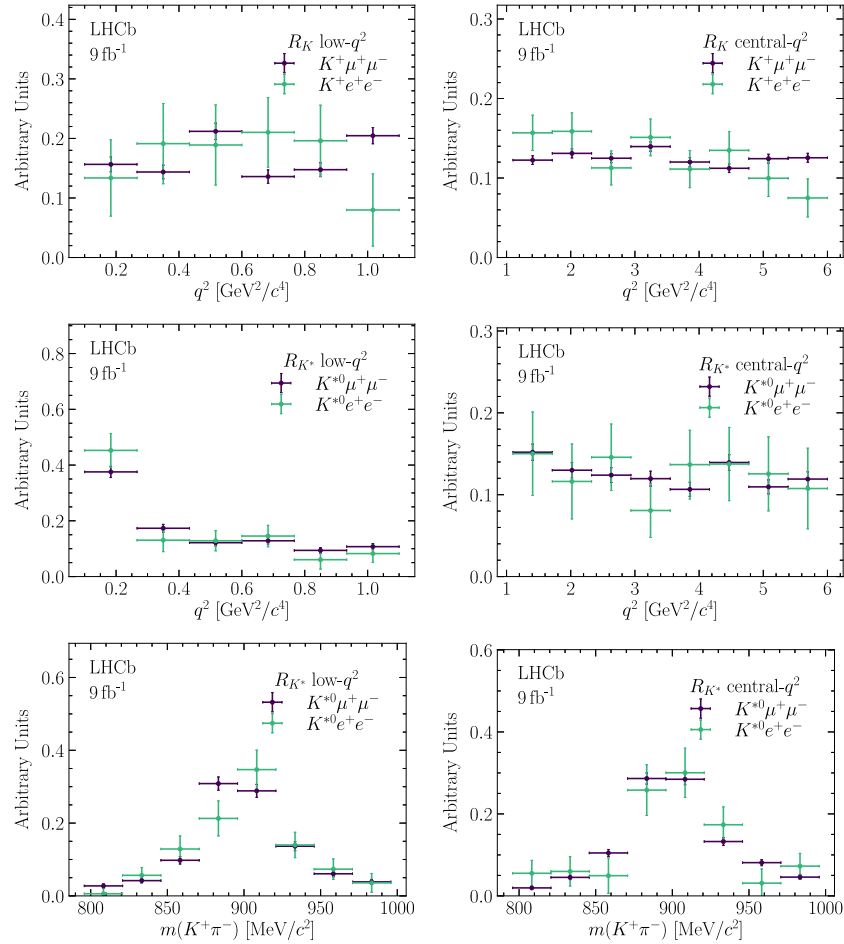 LHCb
9 fb⁻¹
R_K low-q²
K⁺μ⁺μ⁻
K⁺e⁺e⁻
Arbitrary Units
0.0 0.1 0.2 0.3 0.4
0.2 0.4 0.6 0.8 1.0
q² [GeV²/c⁴]
LHCb
9 fb⁻¹
R_K central-q²
K⁺μ⁺μ⁻
K⁺e⁺e⁻
Arbitrary Units
0.0 0.1 0.2 0.3
1 2 3 4 5 6
q² [GeV²/c⁴]
LHCb
9 fb⁻¹
R_K* low-q²
K*⁰μ⁺μ⁻
K*⁰e⁺e⁻
Arbitrary Units
0.0 0.2 0.4 0.6 0.8
0.2 0.4 0.6 0.8 1.0
q² [GeV²/c⁴]
LHCb
9 fb⁻¹
R_K* central-q²
K*⁰μ⁺μ⁻
K*⁰e⁺e⁻
Arbitrary Units
0.0 0.1 0.2 0.3
1 2 3 4 5 6
q² [GeV²/c⁴]
LHCb
9 fb⁻¹
R_K* low-q²
K*⁰μ⁺μ⁻
K*⁰e⁺e⁻
Arbitrary Units
0.0 0.2 0.4 0.6
800 850 900 950 1000
m(K⁺π⁻) [MeV/c²]
LHCb
9 fb⁻¹
R_K* central-q²
K*⁰μ⁺μ⁻
K*⁰e⁺e⁻
Arbitrary Units
0.0 0.2 0.4 0.6
800 850 900 950 1000
m(K⁺π⁻) [MeV/c²]